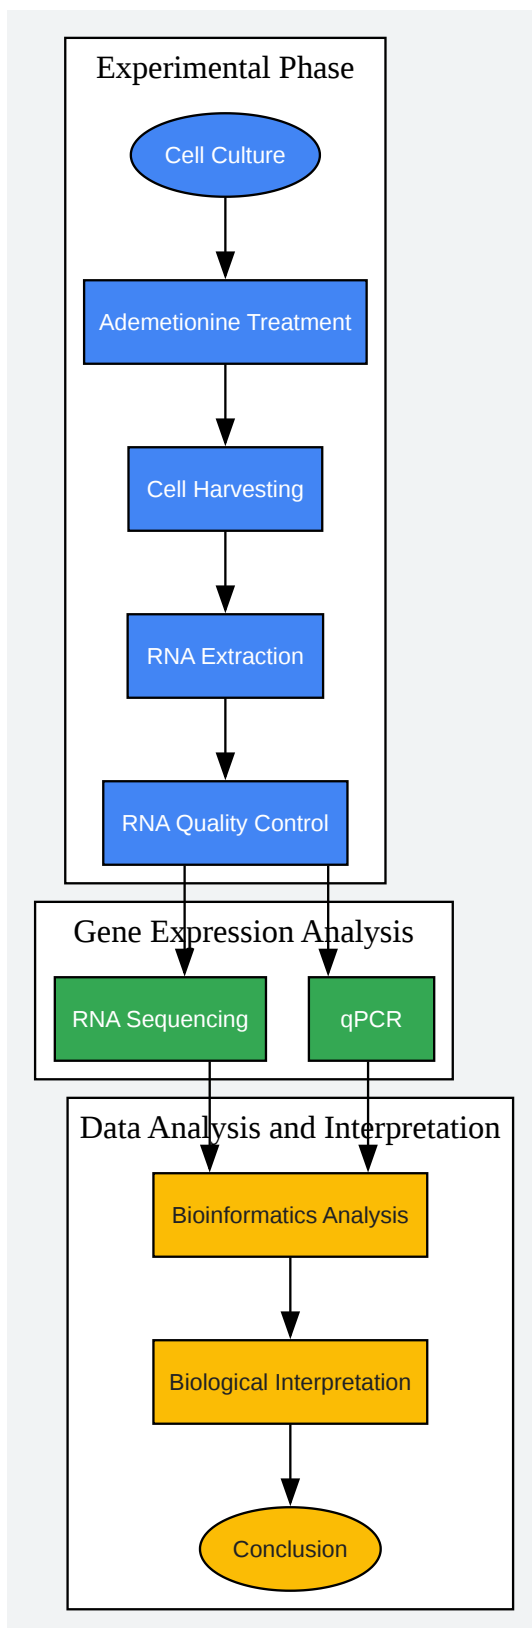 Experimental Phase
Cell Culture
Ademetionine Treatment
Cell Harvesting
RNA Extraction
RNA Quality Control
Gene Expression Analysis
RNA Sequencing
qPCR
Data Analysis and Interpretation
Bioinformatics Analysis
Biological Interpretation
Conclusion